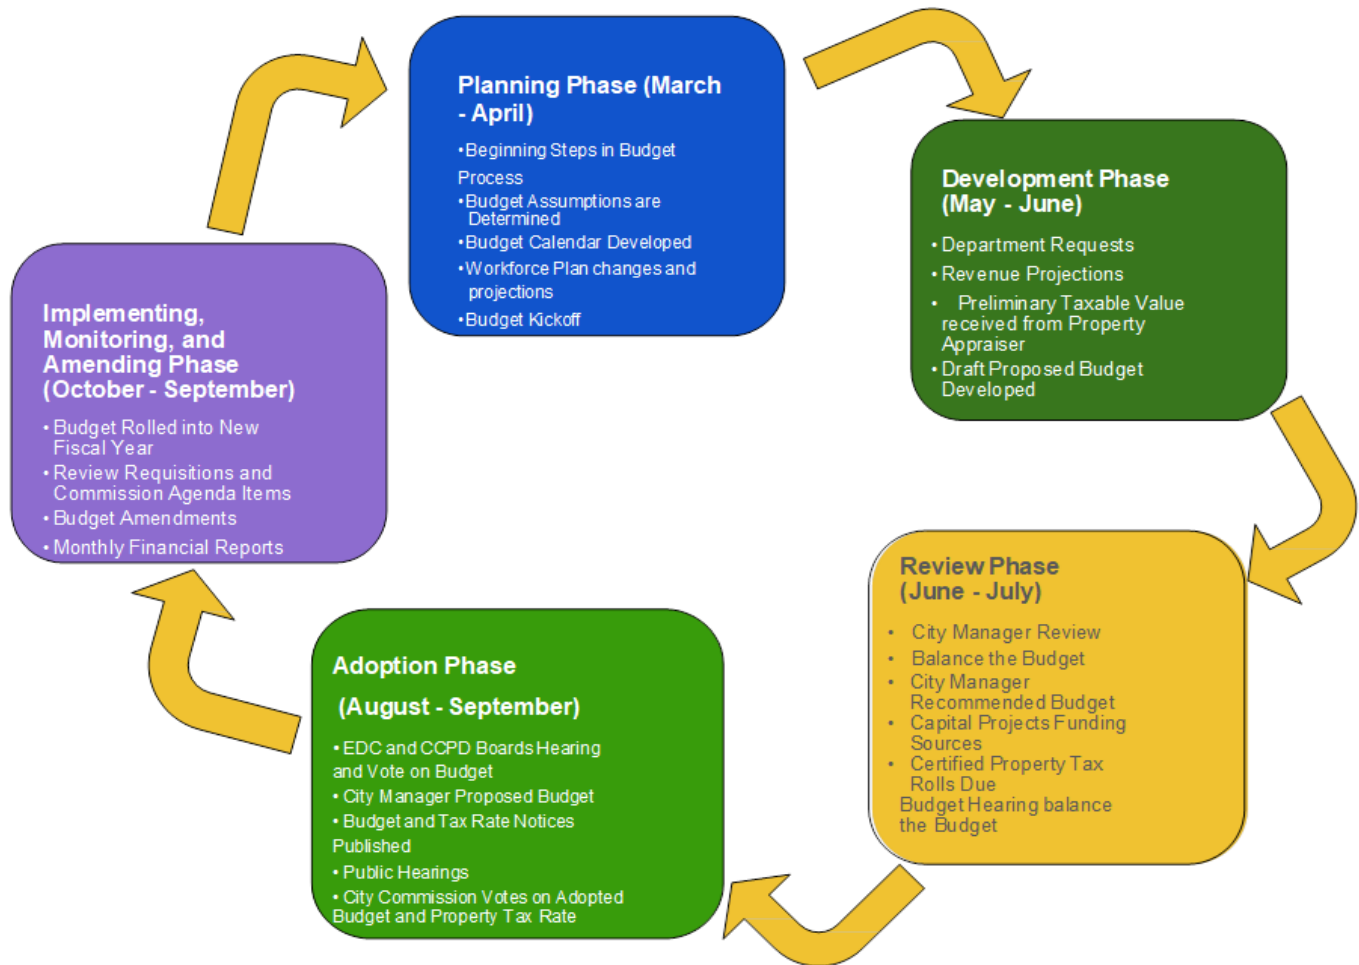 Planning Phase (March
- April)
•Beginning Steps in Budget
Process
•Budget Assumptions are
Determined
•Budget Calendar Developed
•Workforce Plan changes and
projections
•Budget Kickoff
Development Phase
(May - June)
• Department Requests
• Revenue Projections
• Preliminary Taxable Value
received from Property
Appraiser
• Draft Proposed Budget
Developed
Review Phase
(June - July)
• City Manager Review
• Balance the Budget
• City Manager
Recommended Budget
• Capital Projects Funding
Sources
• Certified Property Tax
Rolls Due
Budget Hearing balance
the Budget
Adoption Phase
(August - September)
• EDC and CCPD Boards Hearing
and Vote on Budget
• City Manager Proposed Budget
• Budget and Tax Rate Notices
Published
• Public Hearings
• City Commission Votes on Adopted
Budget and Property Tax Rate
Implementing,
Monitoring, and
Amending Phase
(October - September)
• Budget Rolled into New
Fiscal Year
• Review Requisitions and
Commission Agenda Items
• Budget Amendments
• Monthly Financial Reports